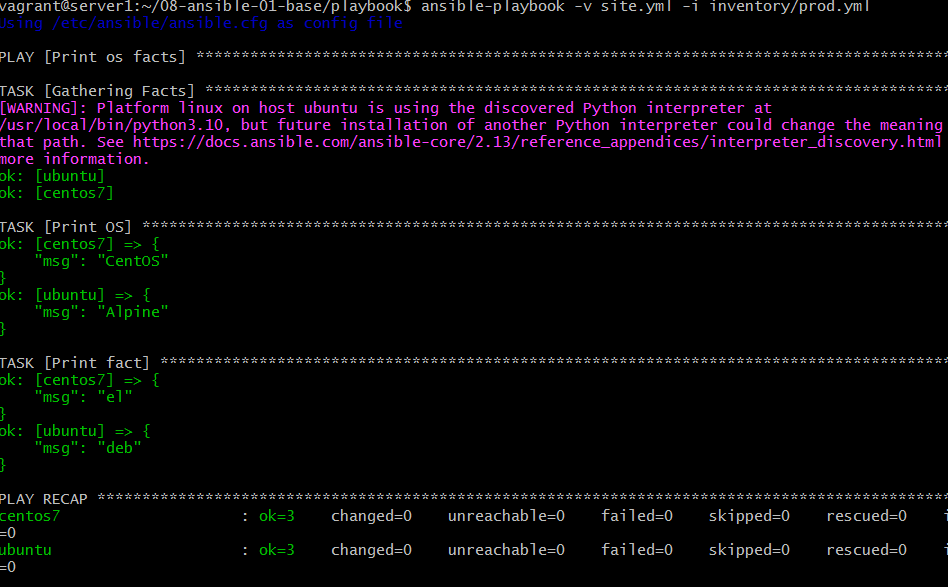 vagrant@server1:~/08-ansible-01-base/playbook$ ansible-playbook -v site.yml -i inventory/prod.yml
Using /etc/ansible/ansible.cfg as config file
PLAY [Print os facts] ************************************************************************************
TASK [Gathering Facts] ***********************************************************************************
[WARNING]: Platform linux on host ubuntu is using the discovered Python interpreter at
/usr/local/bin/python3.10, but future installation of another Python interpreter could change the meaning
that path. See https://docs.ansible.com/ansible-core/2.13/reference_appendices/interpreter_discovery.html
more information.
ok: [ubuntu]
ok: [centos7]
TASK [Print OS] ******************************************************************************************
ok: [centos7] => {
    "msg": "CentOS"
}
ok: [ubuntu] => {
    "msg": "Alpine"
}
TASK [Print fact] ****************************************************************************************
ok: [centos7] => {
    "msg": "el"
}
ok: [ubuntu] => {
    "msg": "deb"
}
PLAY RECAP ***********************************************************************************************
centos7                    : ok=3    changed=0    unreachable=0    failed=0    skipped=0    rescued=0    i
=0
ubuntu                     : ok=3    changed=0    unreachable=0    failed=0    skipped=0    rescued=0    i
=0